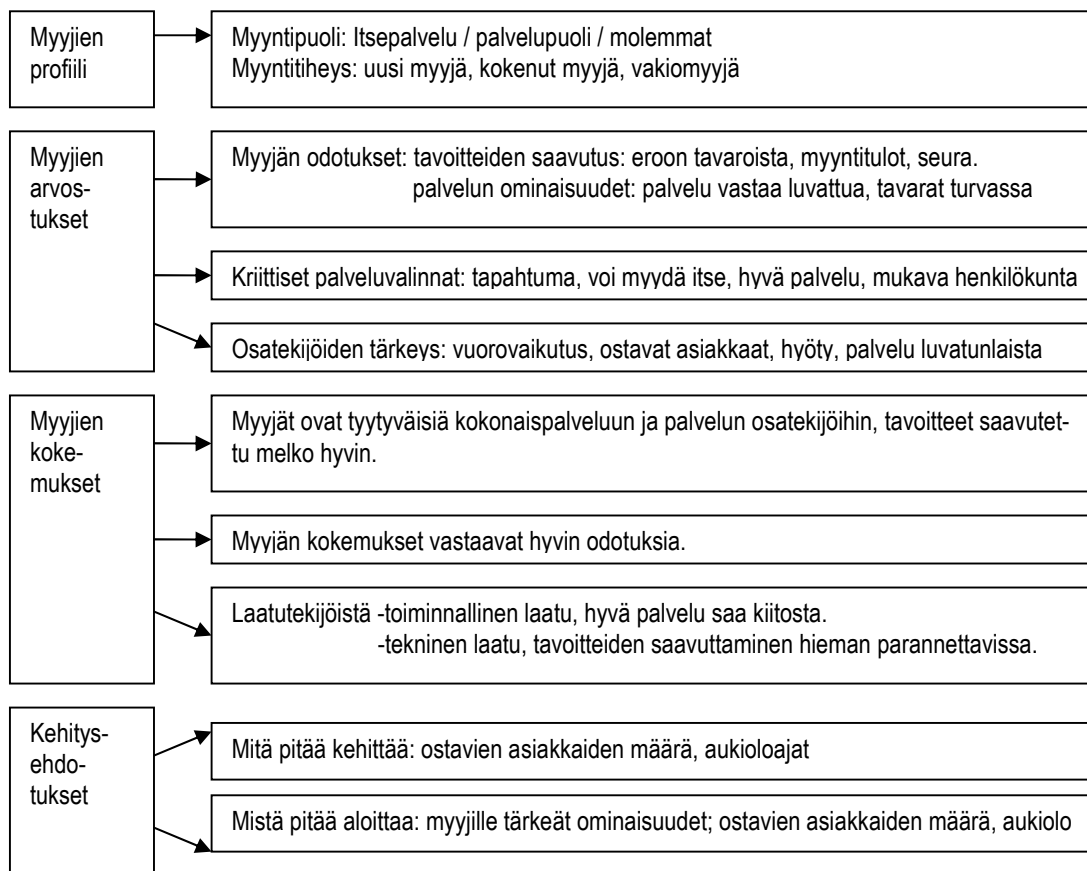 Myyjien
profiili
Myyntipuoli: Itsepalvelu / palvelupuoli / molemmat
Myyntitiheys: uusi myyjä, kokenut myyjä, vakiomyyjä
Myyjien
arvos-
tukset
Myyjän odotukset: tavoitteiden saavutus: eroon tavaroista, myyntitulot, seura.
palvelun ominaisuudet: palvelu vastaa luvattua, tavarat turvassa
Kriittiset palveluvalinnat: tapahtuma, voi myydä itse, hyvä palvelu, mukava henkilökunta
Osatekijöiden tärkeys: vuorovaikutus, ostavat asiakkaat, hyöty, palvelu luvatunlaista
Myyjien
koke-
mukset
Myyjät ovat tyytyväisiä kokonaispalveluun ja palvelun osatekijöihin, tavoitteet saavutet-
tu melko hyvin.
Myyjän kokemukset vastaavat hyvin odotuksia.
Laatutekijöistä -toiminnallinen laatu, hyvä palvelu saa kiitosta.
-tekninen laatu, tavoitteiden saavuttaminen hieman parannettavissa.
Kehitys-
ehdo-
tukset
Mitä pitää kehittää: ostavien asiakkaiden määrä, aukioloajat
Mistä pitää aloittaa: myyjille tärkeät ominaisuudet; ostavien asiakkaiden määrä, aukiolo